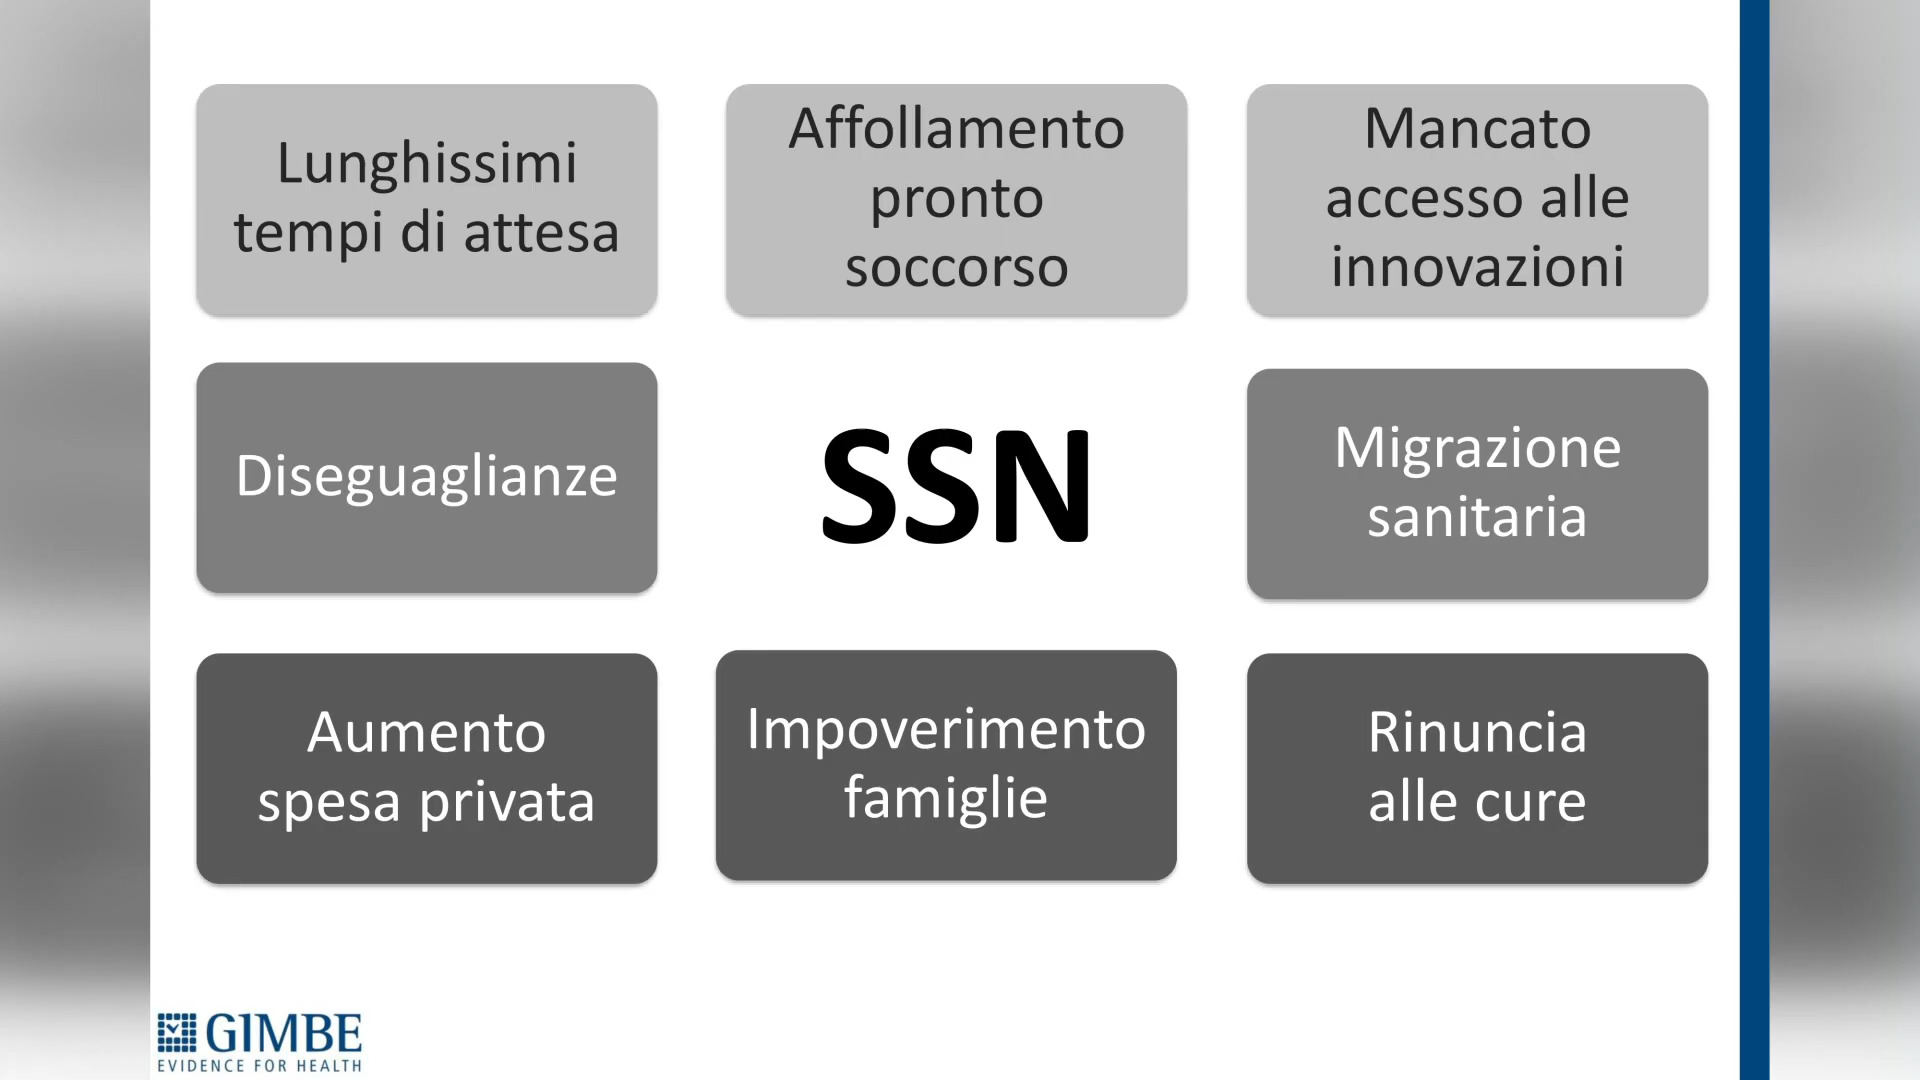 Lunghissimi
tempi di attesa
Affollamento
pronto
soccorso
Mancato
accesso alle
innovazioni
Diseguaglianze
SSN
Migrazione
sanitaria
Aumento
spesa privata
Impoverimento
famiglie
Rinuncia
alle cure
GIMBE
EVIDENCE FOR HEALTH